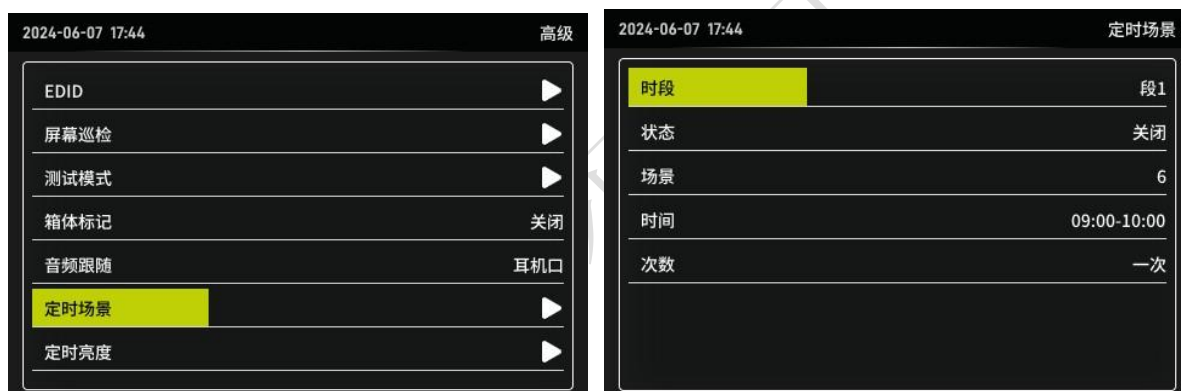 2024-06-07 17:44 高级
EDID
屏幕巡检
测试模式
箱体标记 关闭
音频跟随 耳机口
定时场景
定时亮度
2024-06-07 17:44 定时场景
时段 段1
状态 关闭
场景 6
时间 09:00-10:00
次数 一次